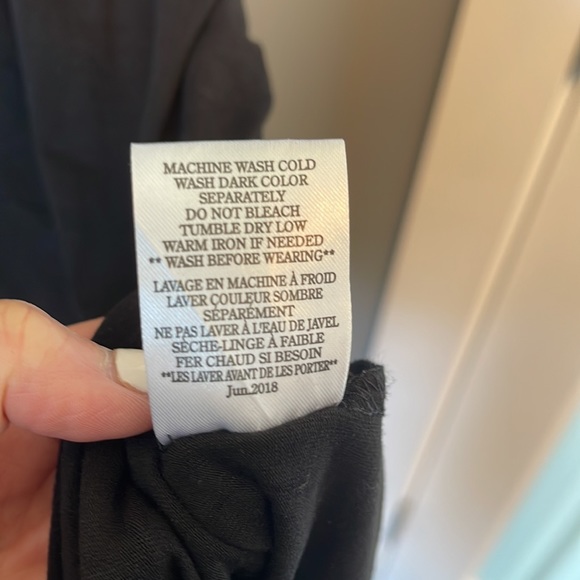 MACHINE WASH COLD
WASH DARK COLOR
SEPARATELY
DO NOT BLEACH
TUMBLE DRY LOW
WARM IRON IF NEEDED
** WASH BEFORE WEARING**
LAVAGE EN MACHINE À FROID
LAVER COULEUR SOMBRE
SÉPARÉMENT
NE PAS LAVER À L'EAU DE JAVEL
SÈCHE-LINGE À FAIBLE
FER CHAUD SI BESOIN
**LES LAVER AVANT DE LES PORTER**
Jun.2018